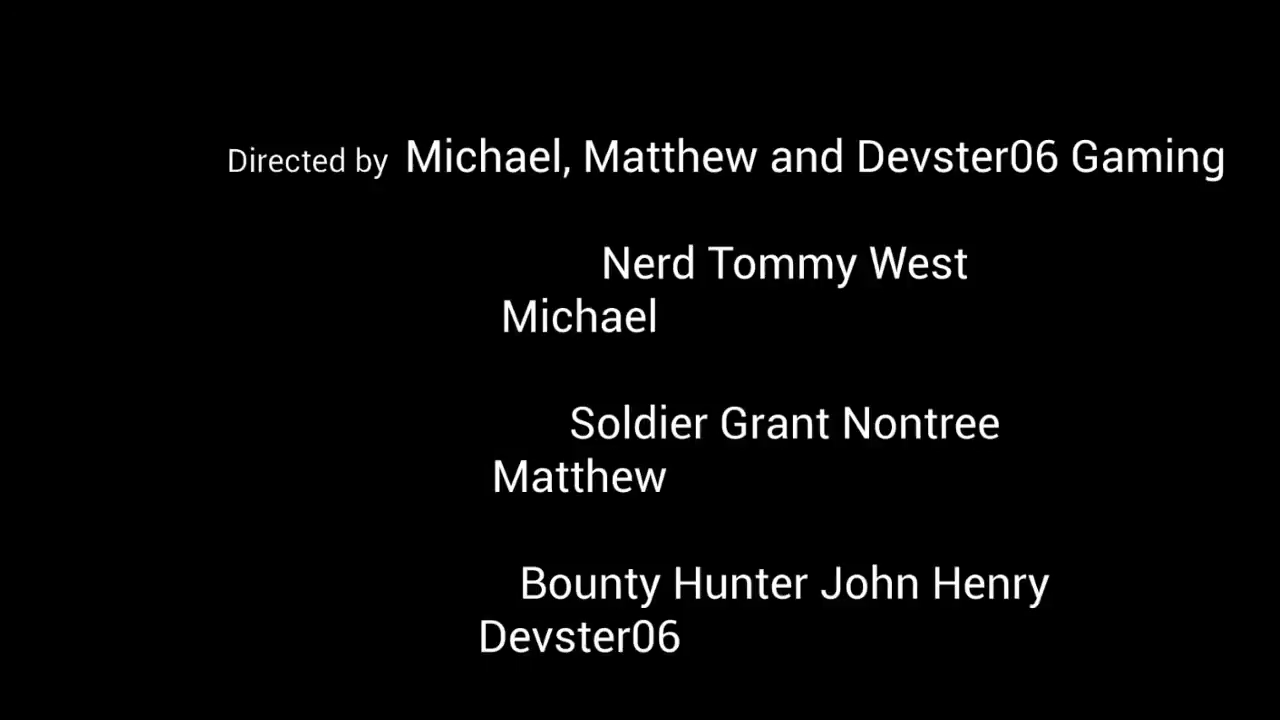 Directed by Michael, Matthew and Devster06 Gaming
Nerd Tommy West
Michael
Soldier Grant Nontree
Matthew
Bounty Hunter John Henry
Devster06